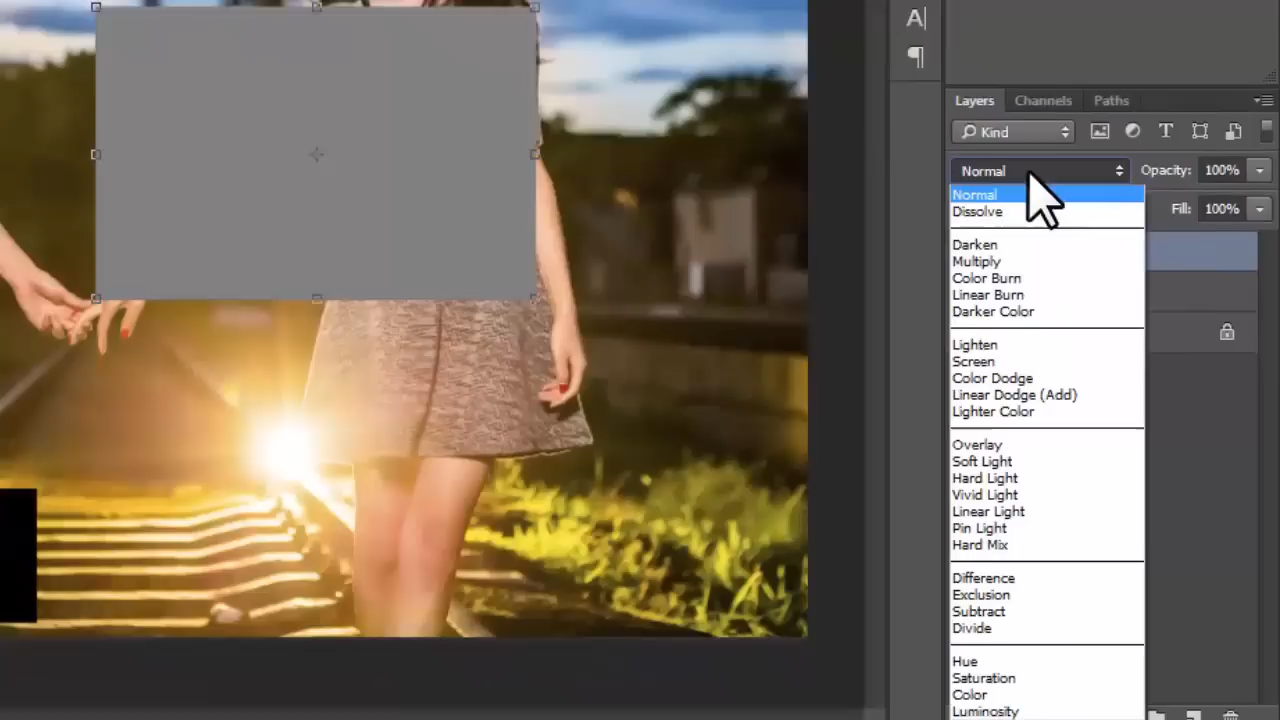 A
¶
Layers Channels Paths
Kind T
Normal Opacity: 100%
Fill: 100%
Normal
Dissolve
Darken
Multiply
Color Burn
Linear Burn
Darker Color
Lighten
Screen
Color Dodge
Linear Dodge (Add)
Lighter Color
Overlay
Soft Light
Hard Light
Vivid Light
Linear Light
Pin Light
Hard Mix
Difference
Exclusion
Subtract
Divide
Hue
Saturation
Color
Luminosity